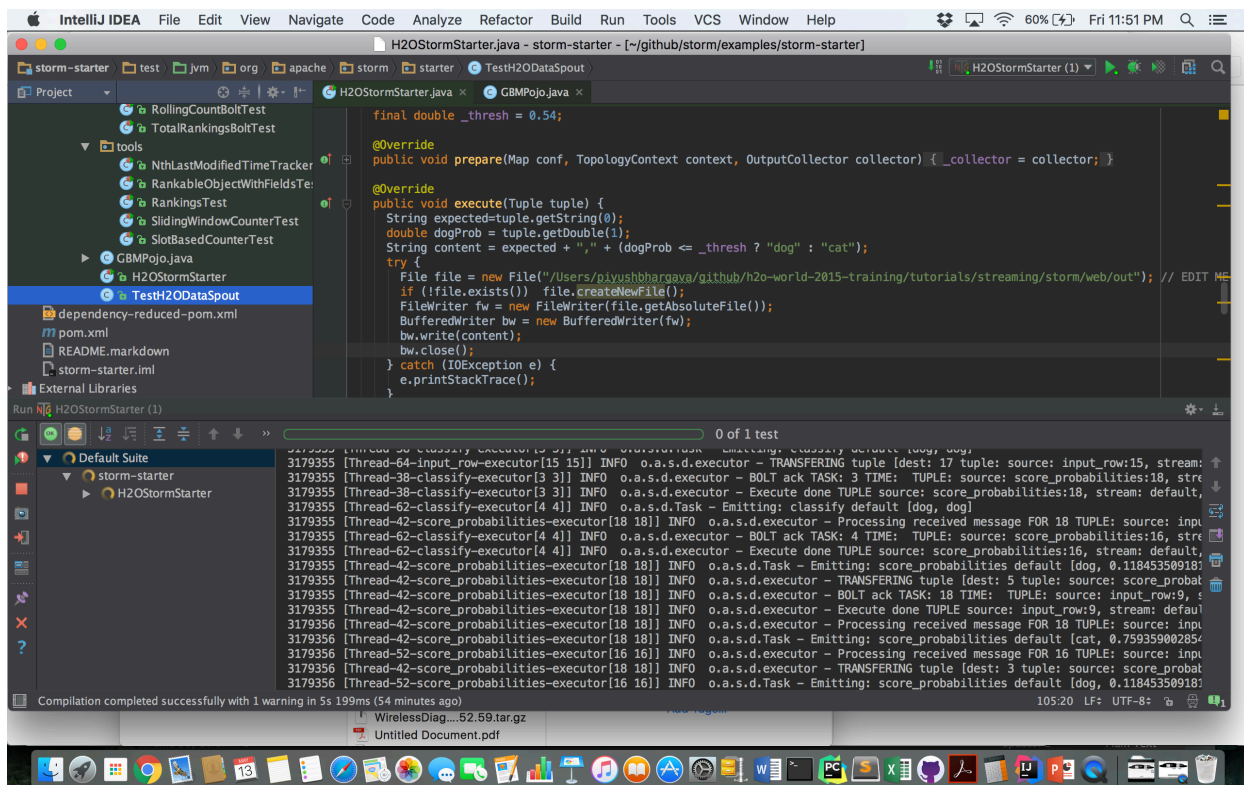 IntelliJ IDEA File Edit View Navigate Code Analyze Refactor Build Run Tools VCS Window Help 60% Fri 11:51 PM
H2OStormStarter.java - storm-starter - [~/github/storm/examples/storm-starter]
storm-starter test jvm org apache storm starter TestH2ODataSpout H2OStormStarter (1)
Project H2OStormStarter.java × GBMPojo.java ×
RollingCountBoltTest
TotalRankingsBoltTest
tools
NthLastModifiedTimeTracker
RankableObjectWithFieldsTes
RankingsTest
SlidingWindowCounterTest
SlotBasedCounterTest
GBMPojo.java
H2OStormStarter
TestH2ODataSpout
dependency-reduced-pom.xml
pom.xml
README.markdown
storm-starter.iml
External Libraries
final double _thresh = 0.54;
@Override
public void prepare(Map conf, TopologyContext context, OutputCollector collector) { _collector = collector; }
@Override
public void execute(Tuple tuple) {
String expected=tuple.getString(0);
double dogProb = tuple.getDouble(1);
String content = expected + "," + (dogProb <= _thresh ? "dog" : "cat");
try {
File file = new File("/Users/piyushbhargava/github/h2o-world-2015-training/tutorials/streaming/storm/web/out"); // EDIT ME
if (!file.exists()) file.createNewFile();
FileWriter fw = new FileWriter(file.getAbsoluteFile());
BufferedWriter bw = new BufferedWriter(fw);
bw.write(content);
bw.close();
} catch (IOException e) {
e.printStackTrace();
}
Run H2OStormStarter (1)
0 of 1 test
Default Suite
storm-starter
H2OStormStarter
3179355 [Thread-64-input_row-executor[15 15]] INFO o.a.s.d.executor - TRANSFERING tuple [dest: 17 tuple: source: input_row:15, stream:
3179355 [Thread-38-classify-executor[3 3]] INFO o.a.s.d.executor - BOLT ack TASK: 3 TIME: TUPLE: source: score_probabilities:18, stre
3179355 [Thread-38-classify-executor[3 3]] INFO o.a.s.d.executor - Execute done TUPLE source: score_probabilities:18, stream: default,
3179355 [Thread-62-classify-executor[4 4]] INFO o.a.s.d.Task - Emitting: classify default [dog, dog]
3179355 [Thread-42-score_probabilities-executor[18 18]] INFO o.a.s.d.executor - Processing received message FOR 18 TUPLE: source: inpu
3179355 [Thread-62-classify-executor[4 4]] INFO o.a.s.d.executor - BOLT ack TASK: 4 TIME: TUPLE: source: score_probabilities:16, stre
3179355 [Thread-62-classify-executor[4 4]] INFO o.a.s.d.executor - Execute done TUPLE source: score_probabilities:16, stream: default,
3179355 [Thread-42-score_probabilities-executor[18 18]] INFO o.a.s.d.Task - Emitting: score_probabilities default [dog, 0.118453509181
3179355 [Thread-42-score_probabilities-executor[18 18]] INFO o.a.s.d.executor - TRANSFERING tuple [dest: 5 tuple: source: score_probab
3179355 [Thread-42-score_probabilities-executor[18 18]] INFO o.a.s.d.executor - BOLT ack TASK: 18 TIME: TUPLE: source: input_row:9, s
3179355 [Thread-42-score_probabilities-executor[18 18]] INFO o.a.s.d.executor - Execute done TUPLE source: input_row:9, stream: defaul
3179356 [Thread-42-score_probabilities-executor[18 18]] INFO o.a.s.d.executor - Processing received message FOR 18 TUPLE: source: inpu
3179356 [Thread-42-score_probabilities-executor[18 18]] INFO o.a.s.d.Task - Emitting: score_probabilities default [cat, 0.759359002854
3179356 [Thread-52-score_probabilities-executor[16 16]] INFO o.a.s.d.executor - Processing received message FOR 16 TUPLE: source: inpu
3179356 [Thread-42-score_probabilities-executor[18 18]] INFO o.a.s.d.executor - TRANSFERING tuple [dest: 3 tuple: source: score_probab
3179356 [Thread-52-score_probabilities-executor[16 16]] INFO o.a.s.d.Task - Emitting: score_probabilities default [dog, 0.118453509181
Compilation completed successfully with 1 warning in 5s 199ms (54 minutes ago) 105:20 LF UTF-8 1
WirelessDiag....52.59.tar.gz
Untitled Document.pdf